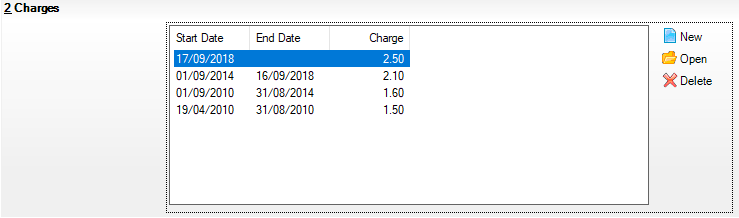 2 Charges
Start Date End Date Charge
17/09/2018 2.50
01/09/2014 16/09/2018 2.10
01/09/2010 31/08/2014 1.60
19/04/2010 31/08/2010 1.50
New
Open
Delete